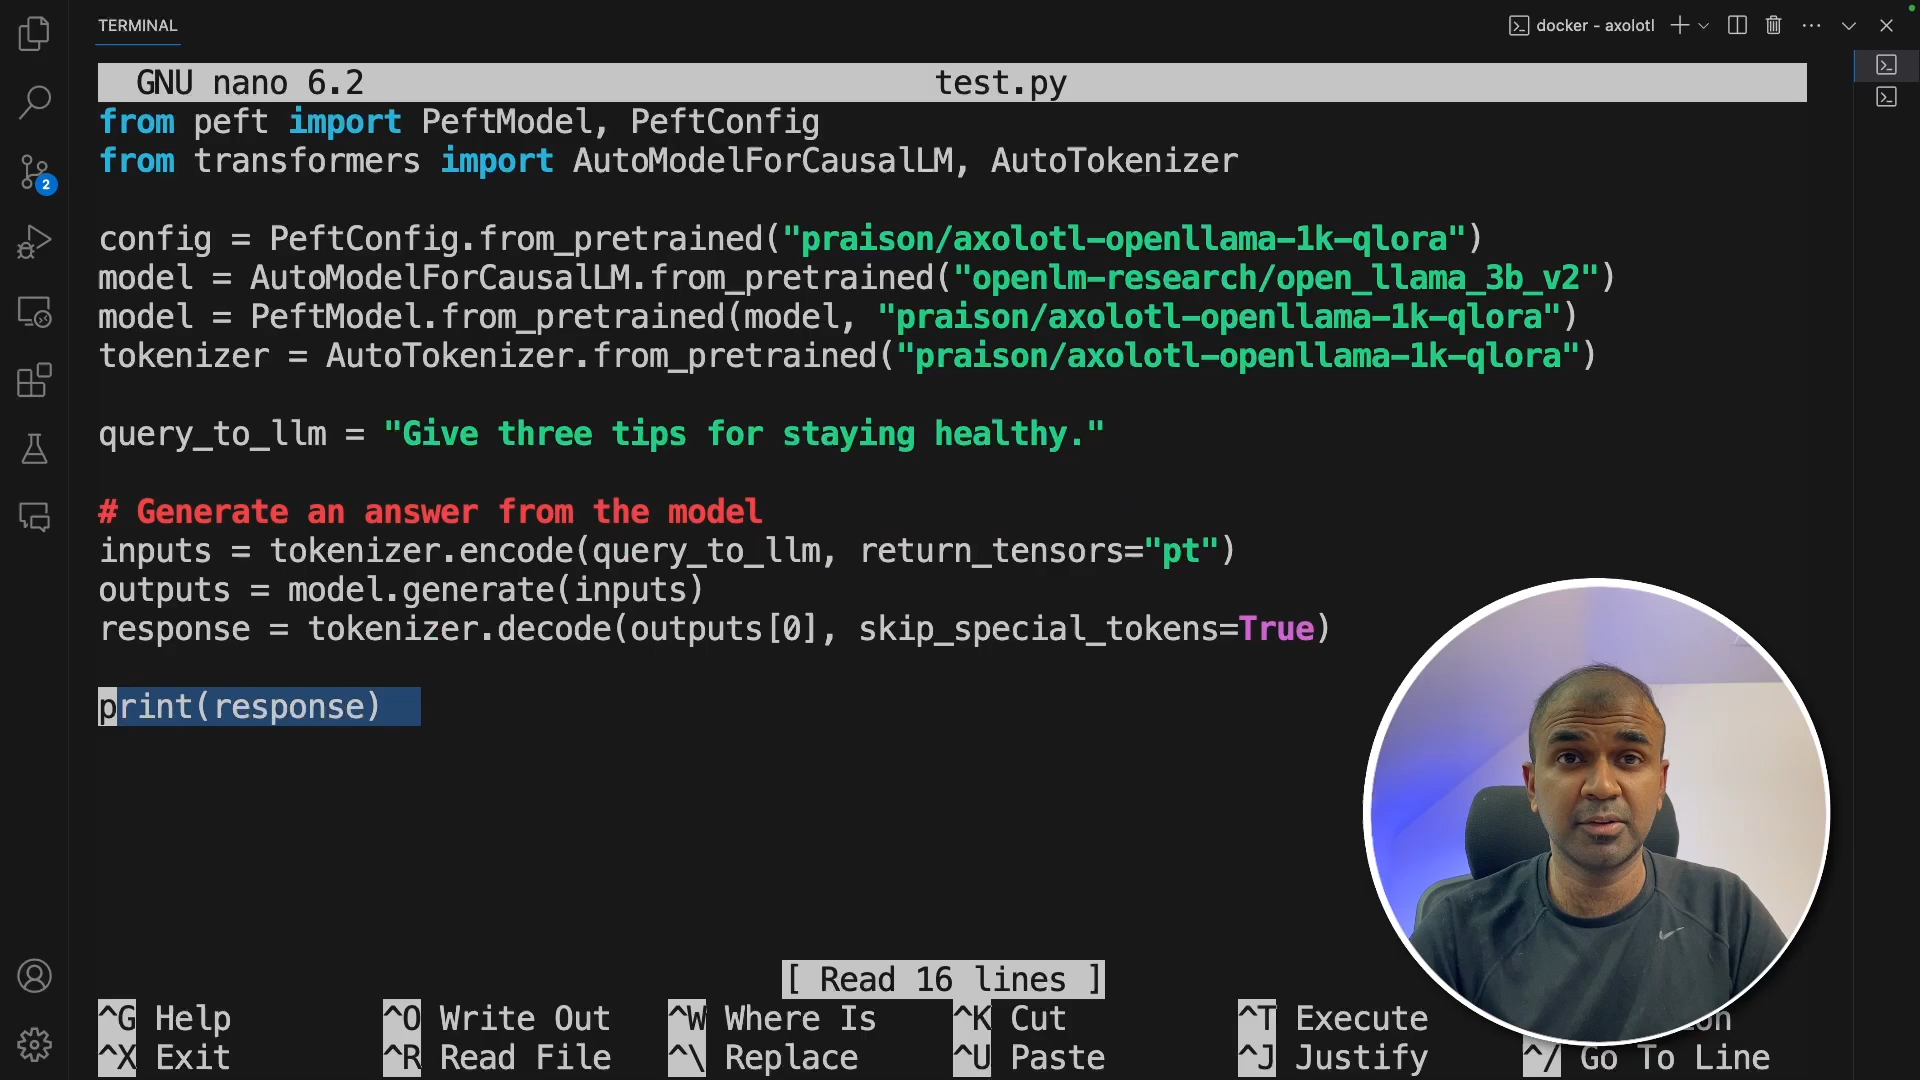 TERMINAL
docker - axolotl
GNU nano 6.2 test.py
from peft import PeftModel, PeftConfig
from transformers import AutoModelForCausalLM, AutoTokenizer
config = PeftConfig.from_pretrained("praison/axolotl-openllama-1k-qlora")
model = AutoModelForCausalLM.from_pretrained("openlm-research/open_llama_3b_v2")
model = PeftModel.from_pretrained(model, "praison/axolotl-openllama-1k-qlora")
tokenizer = AutoTokenizer.from_pretrained("praison/axolotl-openllama-1k-qlora")
query_to_llm = "Give three tips for staying healthy."
# Generate an answer from the model
inputs = tokenizer.encode(query_to_llm, return_tensors="pt")
outputs = model.generate(inputs)
response = tokenizer.decode(outputs[0], skip_special_tokens=True)
print(response)
[ Read 16 lines ]
^G Help ^O Write Out ^W Where Is ^K Cut ^T Execute
^X Exit ^R Read File ^\ Replace ^U Paste ^J Justify ^/ Go To Line
2